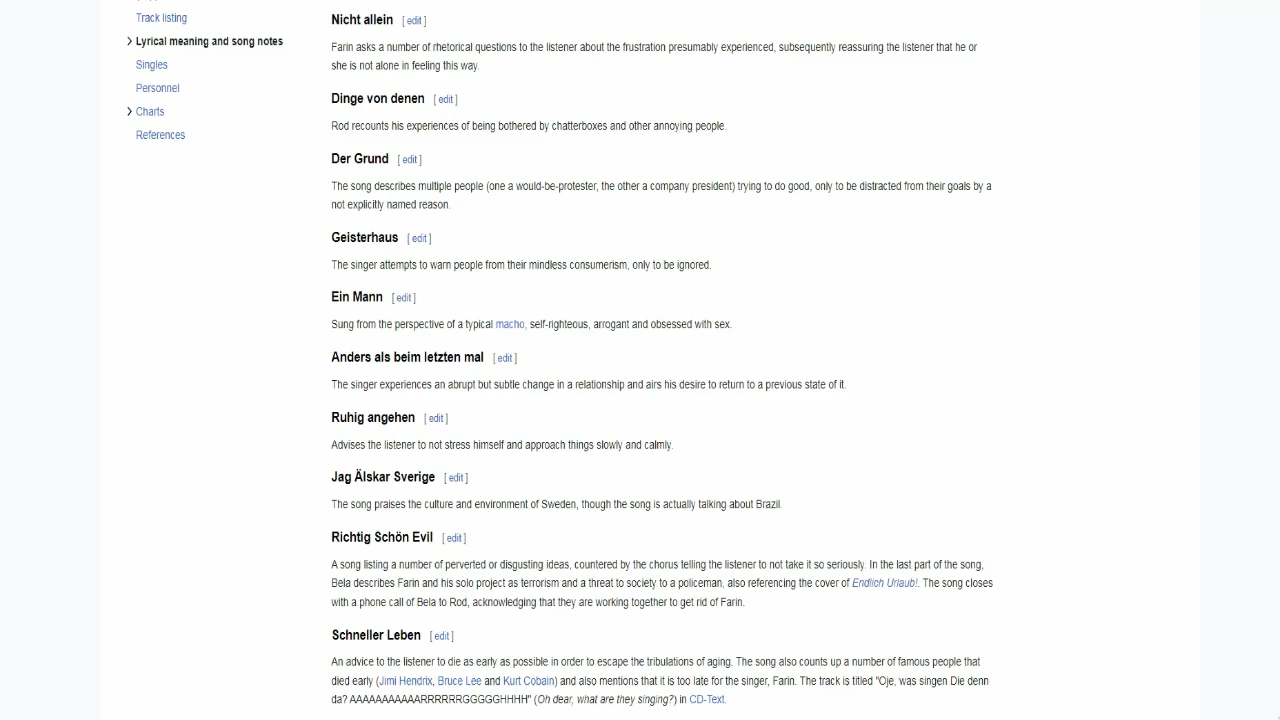 Track listing
Lyrical meaning and song notes
Singles
Personnel
Charts
References
Nicht allein [ edit ]
Farin asks a number of rhetorical questions to the listener about the frustration presumably experienced, subsequently reassuring the listener that he or
she is not alone in feeling this way.
Dinge von denen [ edit ]
Rod recounts his experiences of being bothered by chatterboxes and other annoying people.
Der Grund [ edit ]
The song describes multiple people (one a would-be-protester, the other a company president) trying to do good, only to be distracted from their goals by a
not explicitly named reason.
Geisterhaus [ edit ]
The singer attempts to warn people from their mindless consumerism, only to be ignored.
Ein Mann [ edit ]
Sung from the perspective of a typical macho, self-righteous, arrogant and obsessed with sex.
Anders als beim letzten mal [ edit ]
The singer experiences an abrupt but subtle change in a relationship and airs his desire to return to a previous state of it.
Ruhig angehen [ edit ]
Advises the listener to not stress himself and approach things slowly and calmly.
Jag Älskar Sverige [ edit ]
The song praises the culture and environment of Sweden, though the song is actually talking about Brazil.
Richtig Schön Evil [ edit ]
A song listing a number of perverted or disgusting ideas, countered by the chorus telling the listener to not take it so seriously. In the last part of the song,
Bela describes Farin and his solo project as terrorism and a threat to society to a policeman, also referencing the cover of Endlich Urlaub!. The song closes
with a phone call of Bela to Rod, acknowledging that they are working together to get rid of Farin.
Schneller Leben [ edit ]
An advice to the listener to die as early as possible in order to escape the tribulations of aging. The song also counts up a number of famous people that
died early (Jimi Hendrix, Bruce Lee and Kurt Cobain) and also mentions that it is too late for the singer, Farin. The track is titled "Oje, was singen Die denn
da? AAAAAAAAAAARRRRRRGGGGGHHHH" (Oh dear, what are they singing?) in CD-Text.